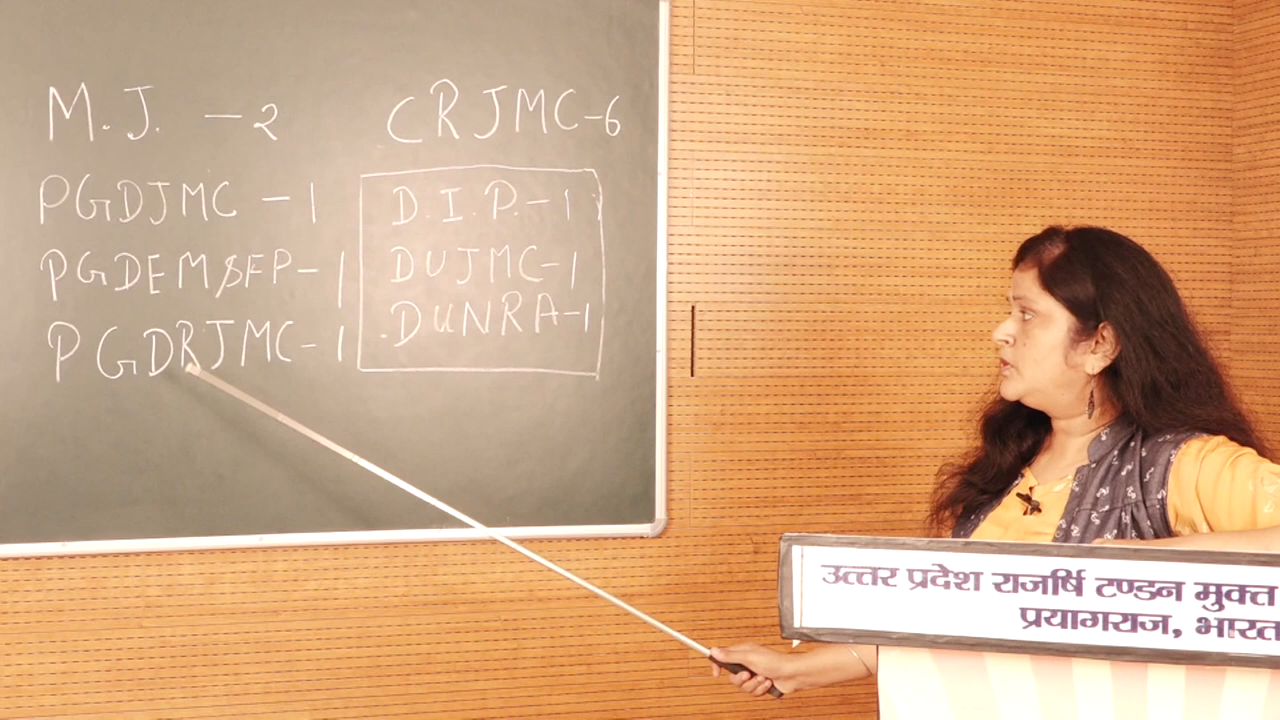 M.J. -2
PGDJMC -1
PGDEM&FP-1
PGDRJMC-1
CRJMC-6
D.I.P.-1
DUJMC-1
DUNRA-1
उत्तर प्रदेश राजर्षि टण्डन मुक्त
प्रयागराज, भारत